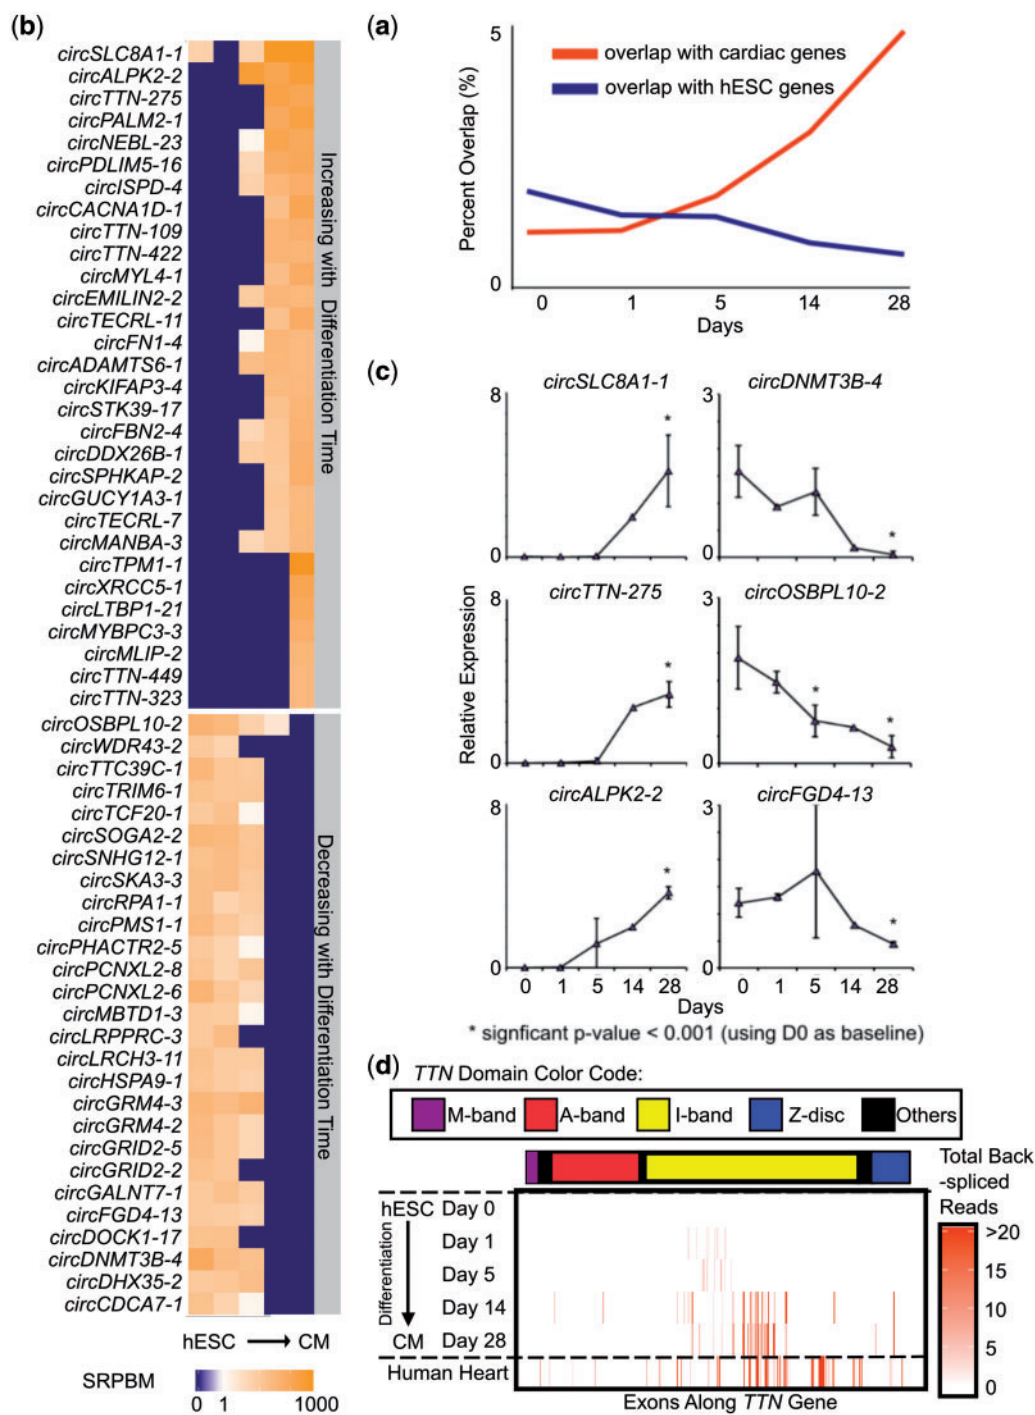 (b)
circSLC8A1-1
circALPK2-2
circTTN-275
circPALM2-1
circNEBL-23
circPDLIM5-16
circISPD-4
circCACNA1D-1
circTTN-109
circTTN-422
circMYL4-1
circEMILIN2-2
circTECRL-11
circFN1-4
circADAMTS6-1
circKIFAP3-4
circSTK39-17
circFBN2-4
circDDX26B-1
circSPHKAP-2
circGUCY1A3-1
circTECRL-7
circMANBA-3
circTPM1-1
circXRCC5-1
circLTBP1-21
circMYBPC3-3
circMLIP-2
circTTN-449
circTTN-323
Increasing with Differentiation Time
circOSBPL10-2
circWDR43-2
circTTC39C-1
circTRIM6-1
circTCF20-1
circSOGA2-2
circSNHG12-1
circSKA3-3
circRPA1-1
circPMS1-1
circPHACTR2-5
circPCNXL2-8
circPCNXL2-6
circMBTD1-3
circLRPPRC-3
circLRCH3-11
circHSPA9-1
circGRM4-3
circGRM4-2
circGRID2-5
circGRID2-2
circGALNT7-1
circFGD4-13
circDOCK1-17
circDNMT3B-4
circDHX35-2
circCDCA7-1
Decreasing with Differentiation Time
hESC CM
SRPBM
0 1 1000
(a)
5
overlap with cardiac genes
overlap with hESC genes
Percent Overlap (%)
0
0 1 5 14 28
Days
(c)
circSLC8A1-1 circDNMT3B-4
8 3
* *
0 0
circTTN-275 circOSBPL10-2
8 3
* * *
0 0
circALPK2-2 circFGD4-13
8 3
* *
0 0
Relative Expression
0 1 5 14 28 0 1 5 14 28
Days
* signficant p-value < 0.001 (using D0 as baseline)
(d)
TTN Domain Color Code:
M-band A-band I-band Z-disc Others
Total Back
-spliced
Reads
>20
15
10
5
0
hESC Day 0
Day 1
Day 5
Day 14
CM Day 28
Differentiation
Human Heart
Exons Along TTN Gene